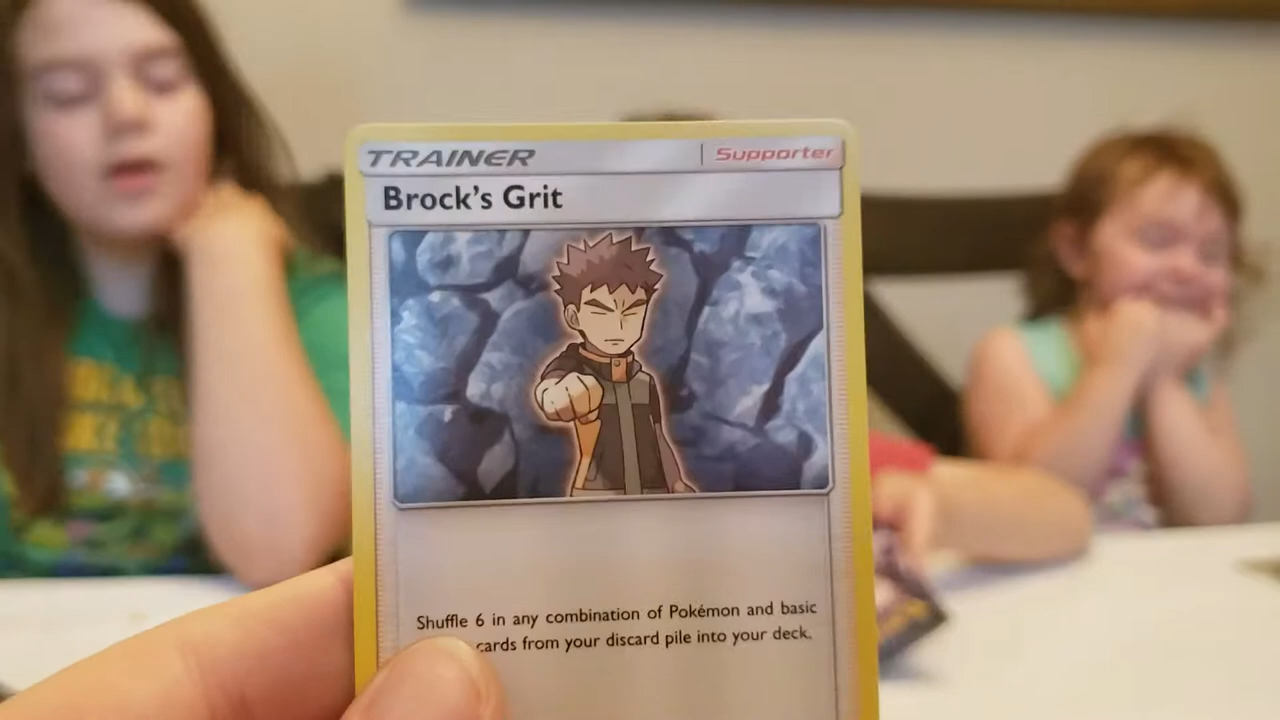 TRAINER
Supporter
Brock's Grit
Shuffle 6 in any combination of Pokémon and basic
cards from your discard pile into your deck.